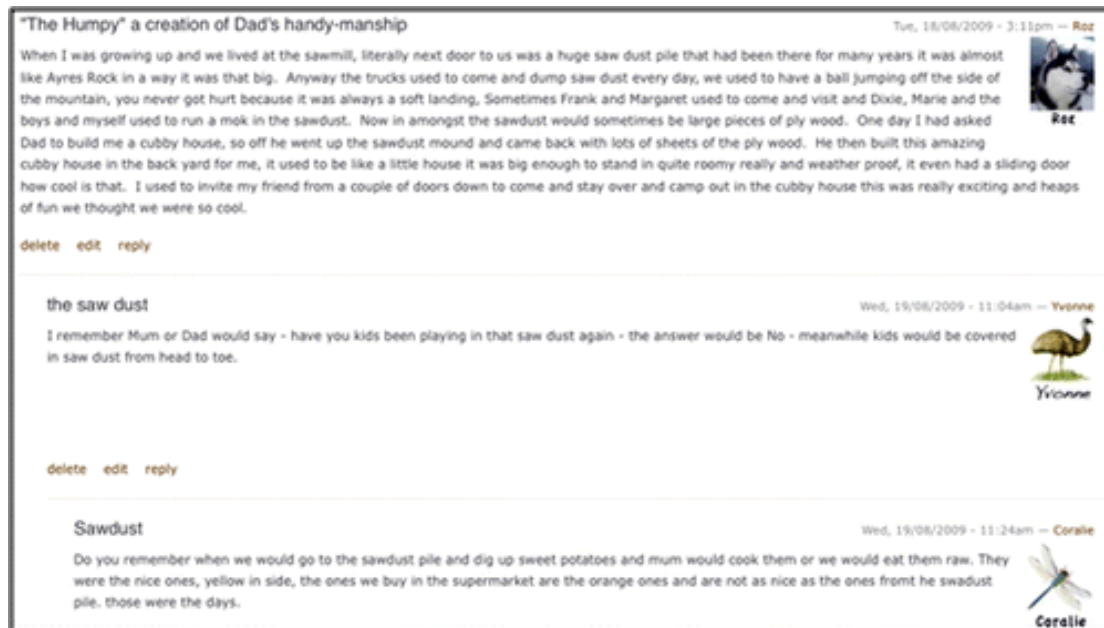 "The Humpy" a creation of Dad's handy-manship
Tue, 18/08/2009 - 3:11pm — Roz
When I was growing up and we lived at the sawmill, literally next door to us was a huge saw dust pile that had been there for many years it was almost
like Ayres Rock in a way it was that big. Anyway the trucks used to come and dump saw dust every day, we used to have a ball jumping off the side of
the mountain, you never got hurt because it was always a soft landing, Sometimes Frank and Margaret used to come and visit and Dixie, Marie and the
boys and myself used to run a mok in the sawdust. Now in amongst the sawdust would sometimes be large pieces of ply wood. One day I had asked
Dad to build me a cubby house, so off he went up the sawdust mound and came back with lots of sheets of the ply wood. He then built this amazing
cubby house in the back yard for me, it used to be like a little house it was big enough to stand in quite roomy really and weather proof, it even had a sliding door
how cool is that. I used to invite my friend from a couple of doors down to come and stay over and camp out in the cubby house this was really exciting and heaps
of fun we thought we were so cool.
Roz
delete edit reply
the saw dust
Wed, 19/08/2009 - 11:04am — Yvonne
I remember Mum or Dad would say - have you kids been playing in that saw dust again - the answer would be No - meanwhile kids would be covered
in saw dust from head to toe.
Yvonne
delete edit reply
Sawdust
Wed, 19/08/2009 - 11:24am — Coralie
Do you remember when we would go to the sawdust pile and dig up sweet potatoes and mum would cook them or we would eat them raw. They
were the nice ones, yellow in side, the ones we buy in the supermarket are the orange ones and are not as nice as the ones fromt he swadust
pile. those were the days.
Coralie